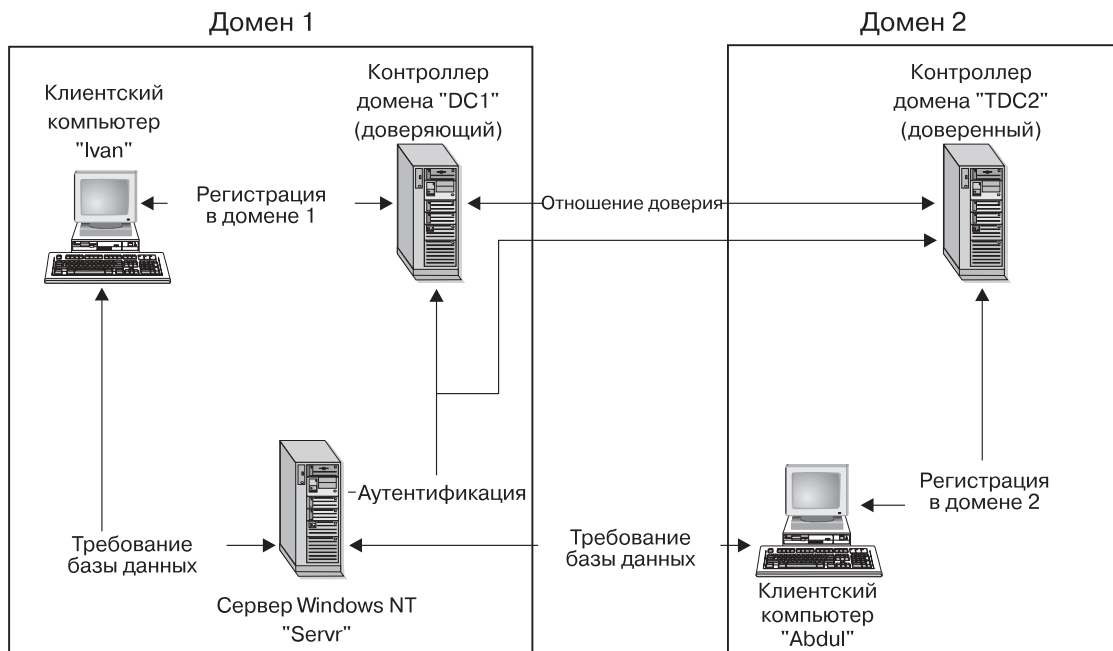 Домен 1
Домен 2
Клиентский
компьютер
"Ivan"
Контроллер
домена "DC1"
(доверяющий)
Контроллер
домена "TDC2"
(доверенный)
Регистрация
в домене 1
Отношение доверия
Аутентификация
Требование
базы данных
Требование
базы данных
Регистрация
в домене 2
Сервер Windows NT
"Servr"
Клиентский
компьютер
"Abdul"